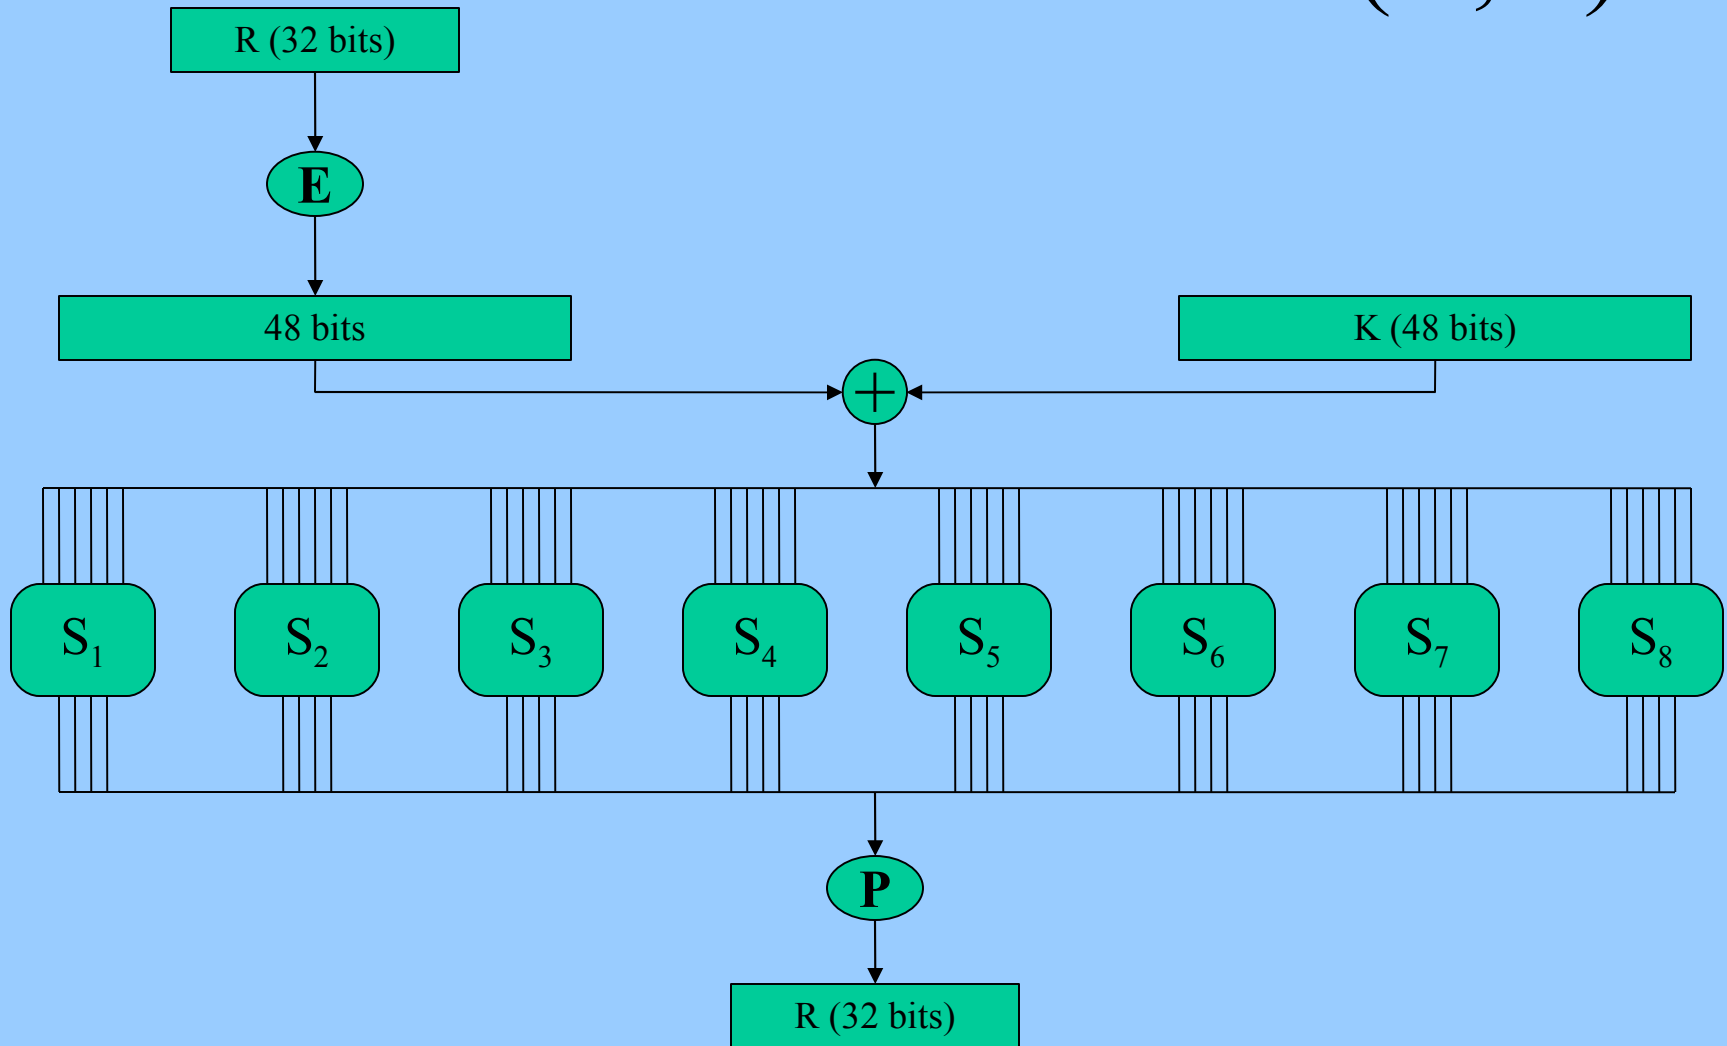 R (32 bits)
E
48 bits
K (48 bits)
+
S₁ S₂ S₃ S₄ S₅ S₆ S₇ S₈
P
R (32 bits)